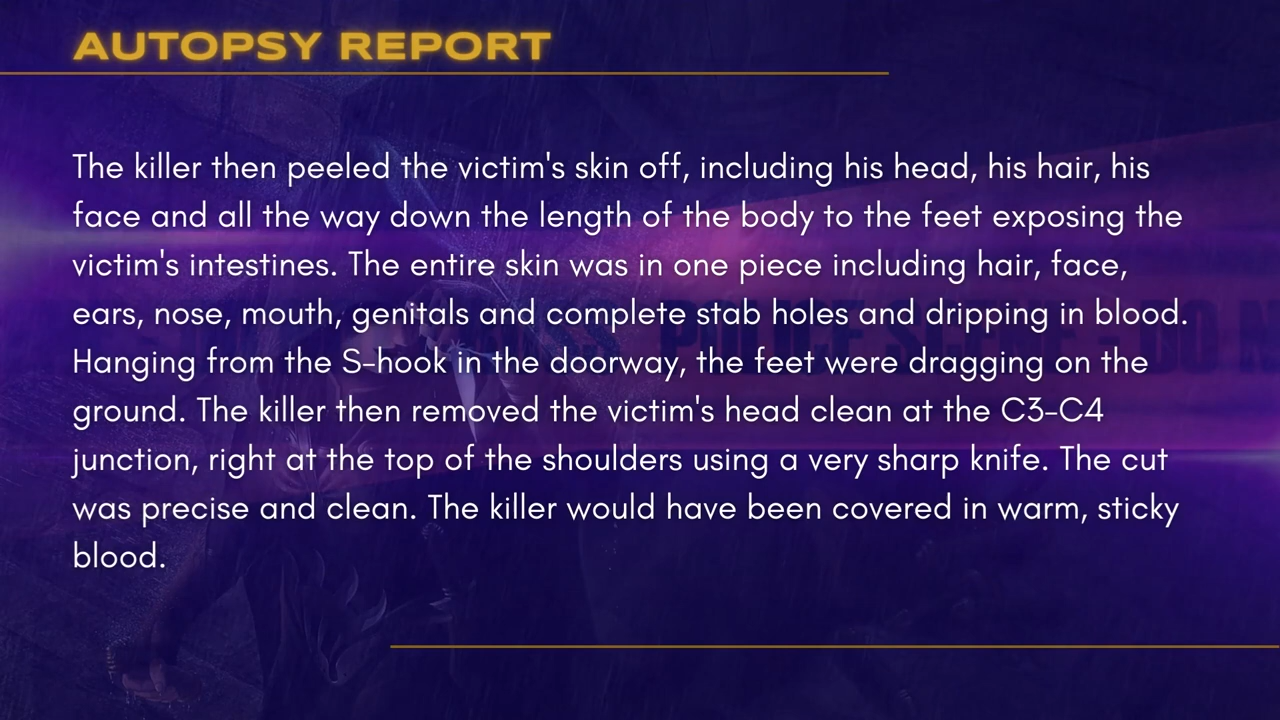 AUTOPSY REPORT
The killer then peeled the victim's skin off, including his head, his hair, his
face and all the way down the length of the body to the feet exposing the
victim's intestines. The entire skin was in one piece including hair, face,
ears, nose, mouth, genitals and complete stab holes and dripping in blood.
Hanging from the S-hook in the doorway, the feet were dragging on the
ground. The killer then removed the victim's head clean at the C3-C4
junction, right at the top of the shoulders using a very sharp knife. The cut
was precise and clean. The killer would have been covered in warm, sticky
blood.
POLICE SCENE - DO N